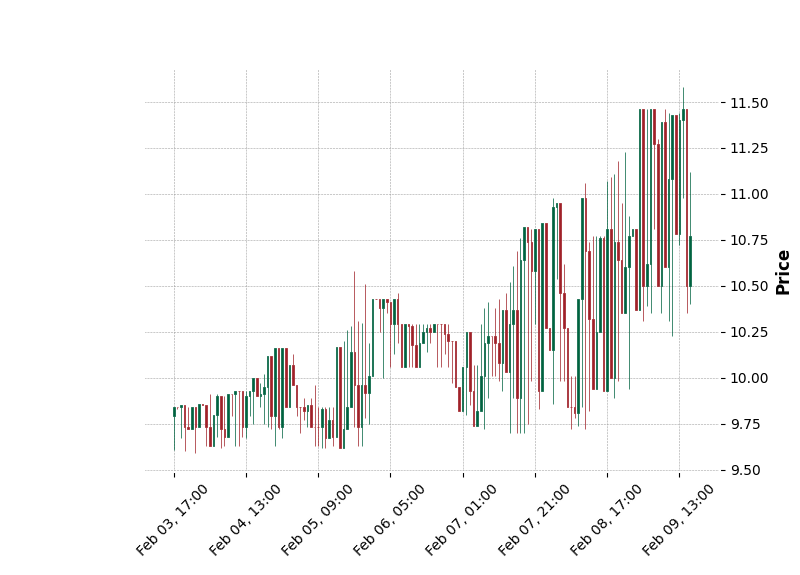 11.50
11.25
11.00
10.75
10.50
10.25
10.00
9.75
9.50
Price
Feb 03, 17:00
Feb 04, 13:00
Feb 05, 09:00
Feb 06, 05:00
Feb 07, 01:00
Feb 07, 21:00
Feb 08, 17:00
Feb 09, 13:00